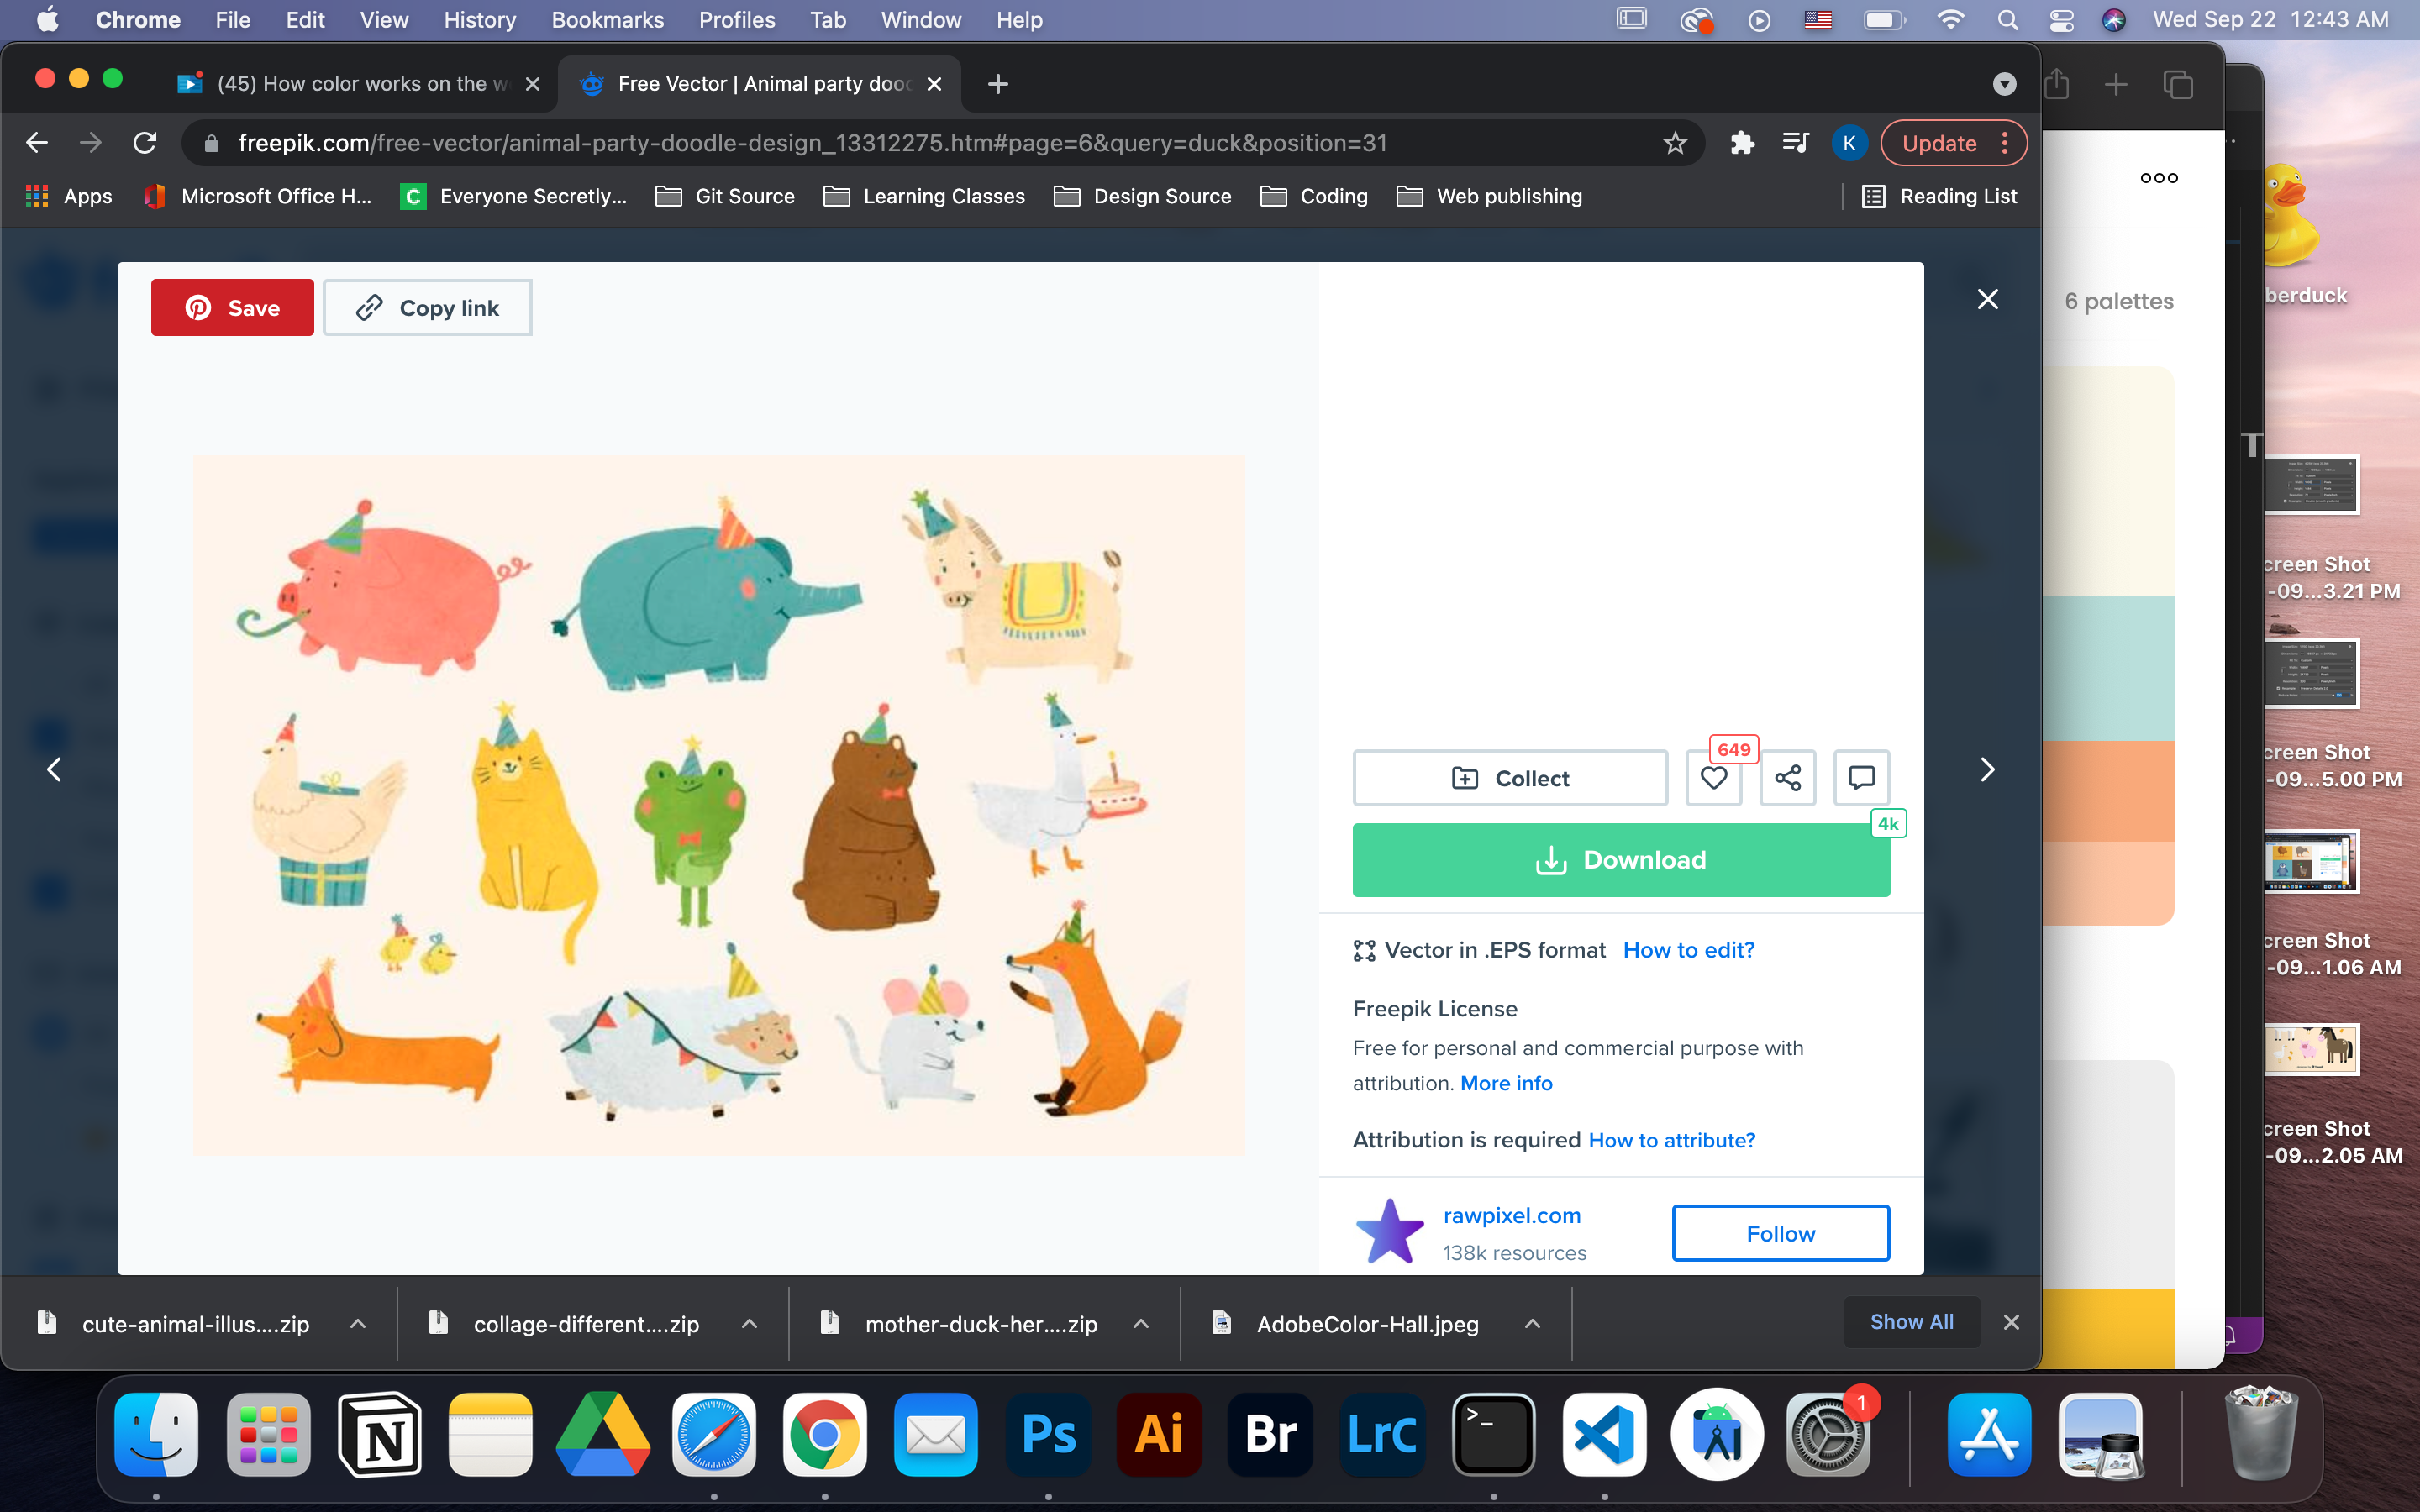 Chrome File Edit View History Bookmarks Profiles Tab Window Help Wed Sep 22 12:43 AM
(45) How color works on the w
Free Vector | Animal party dooc
freepik.com/free-vector/animal-party-doodle-design_13312275.htm#page=6&query=duck&position=31
K
Update
Apps Microsoft Office H... C Everyone Secretly... Git Source Learning Classes Design Source Coding Web publishing Reading List
Save
Copy link
6 palettes
berduck
T
creen Shot
-09...3.21 PM
creen Shot
-09...5.00 PM
creen Shot
-09...1.06 AM
creen Shot
-09...2.05 AM
Collect
649
4k
Download
Vector in .EPS format How to edit?
Freepik License
Free for personal and commercial purpose with
attribution. More info
Attribution is required How to attribute?
rawpixel.com
138k resources
Follow
cute-animal-illus....zip
collage-different....zip
mother-duck-her....zip
AdobeColor-Hall.jpeg
Show All
N
Ps
Ai
Br
LrC
>_
1